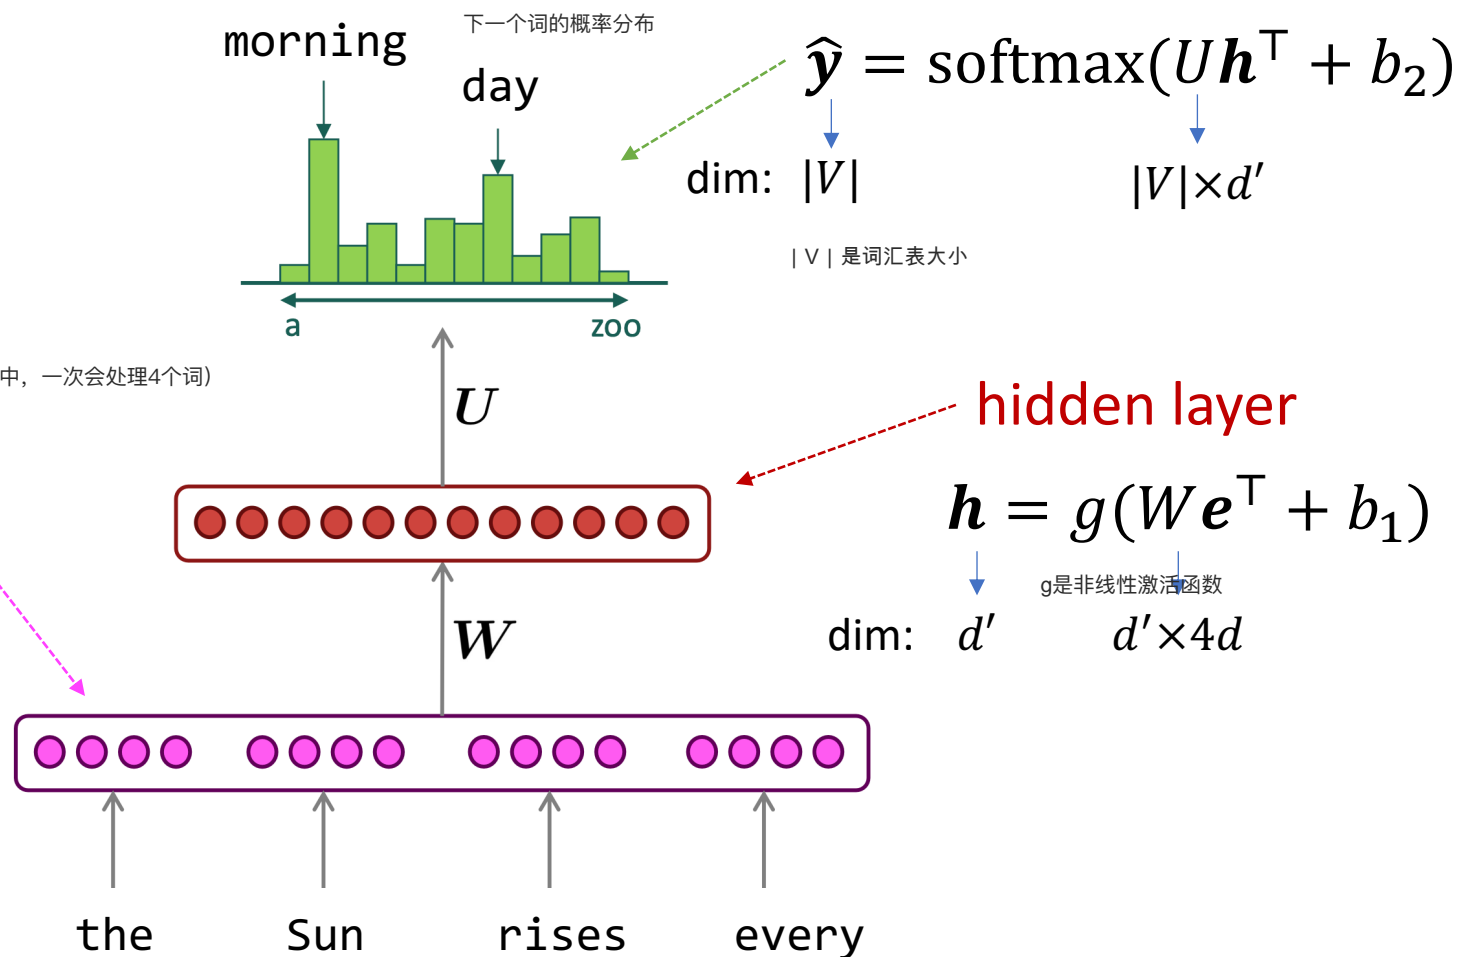 morning
下一个词的概率分布
day
ŷ = softmax(Uh⊤ + b₂)
dim: |V|
|V|×d′
| V | 是词汇表大小
a
zoo
中，一次会处理4个词)
U
hidden layer
h = g(We⊤ + b₁)
g是非线性激活函数
dim: d′
d′×4d
W
the Sun rises every